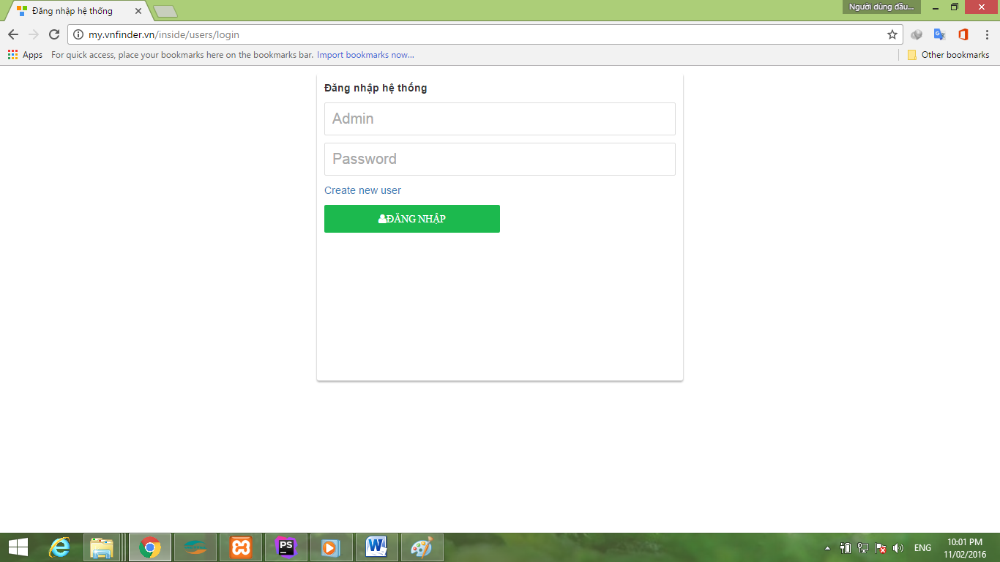 Đăng nhập hệ thống
Người dùng đầu...
my.vnfinder.vn/inside/users/login
Apps For quick access, place your bookmarks here on the bookmarks bar. Import bookmarks now... Other bookmarks
Đăng nhập hệ thống
Admin
Password
Create new user
ĐĂNG NHẬP
PS
W
ENG
10:01 PM
11/02/2016